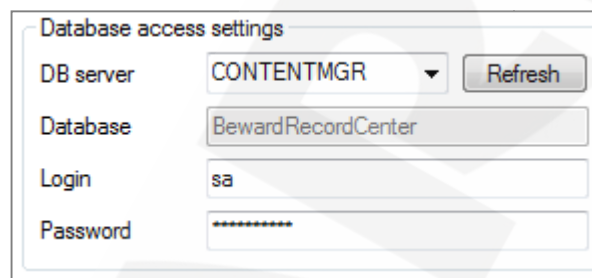 Database access settings
DB server CONTENTMGR Refresh
Database BewardRecordCenter
Login sa
Password **********